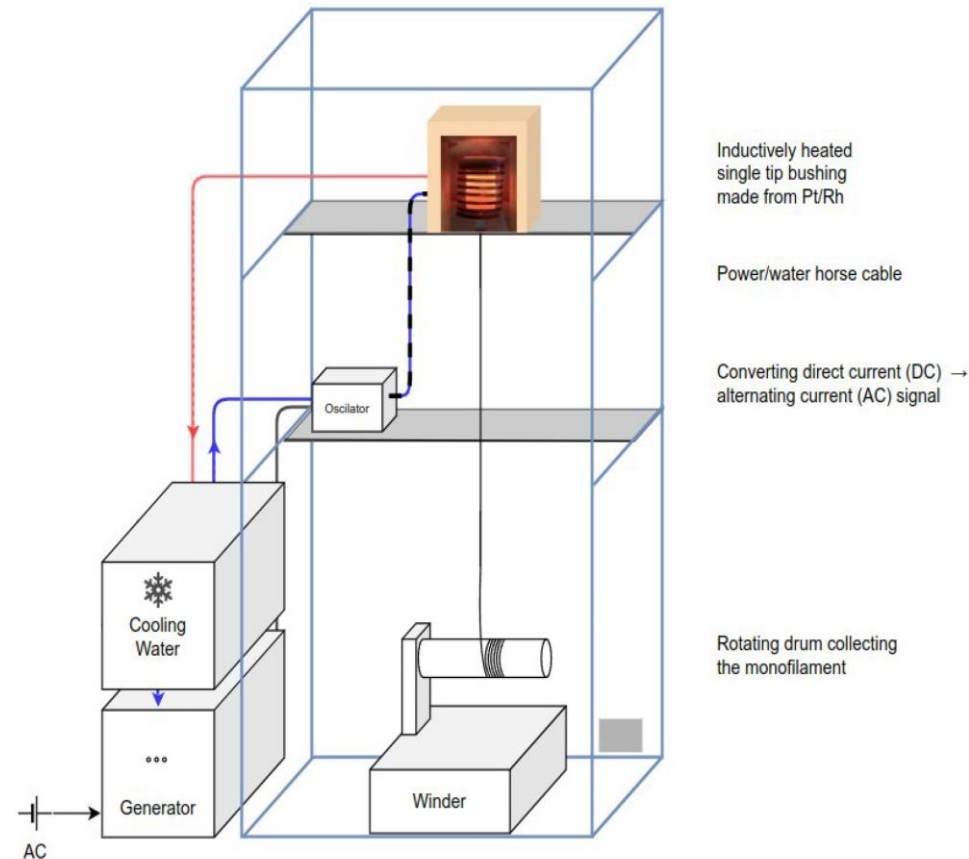 Inductively heated
single tip bushing
made from Pt/Rh
Power/water horse cable
Converting direct current (DC) →
alternating current (AC) signal
Oscilator
Cooling
Water
Rotating drum collecting
the monofilament
Generator
Winder
AC